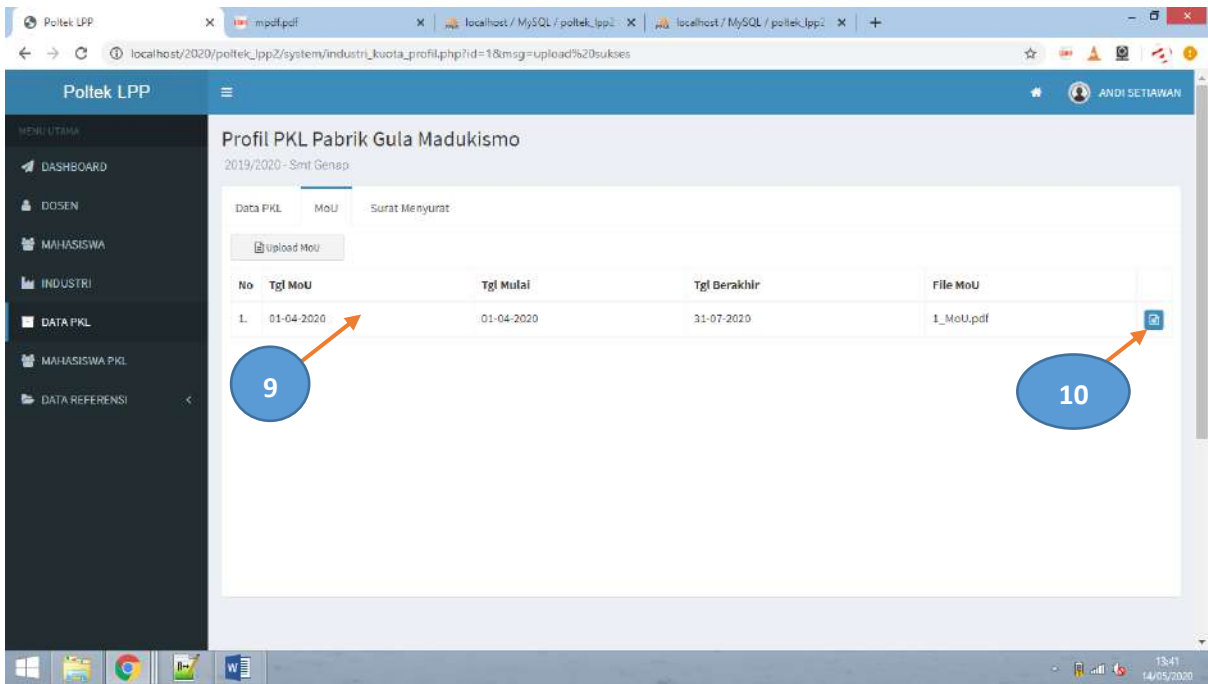 Poltek LPP
mpdf.pdf
localhost / MySQL / poltek_lpp2
localhost / MySQL / poltek_lpp2
localhost/2020/poltek_lpp2/system/industri_kuota_profil.php?id=1&msg=upload%20sukses
Poltek LPP
ANDI SETIAWAN
MENU UTAMA
Profil PKL Pabrik Gula Madukismo
2019/2020 - Smt Genap
DASHBOARD
DOSEN
MAHASISWA
INDUSTRI
DATA PKL
MAHASISWA PKL
DATA REFERENSI
Data PKL MoU Surat Menyurat
Upload MoU
No Tgl MoU Tgl Mulai Tgl Berakhir File MoU
1. 01-04-2020 01-04-2020 31-07-2020 1_MoU.pdf
9
10
13:41
14/05/2020